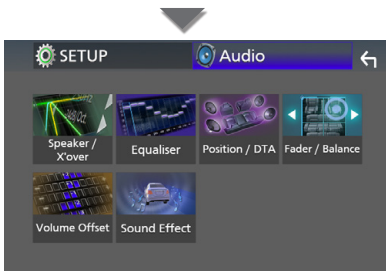 SETUP
Audio
Speaker /
X'over
Equaliser
Position / DTA
Fader / Balance
Volume Offset
Sound Effect